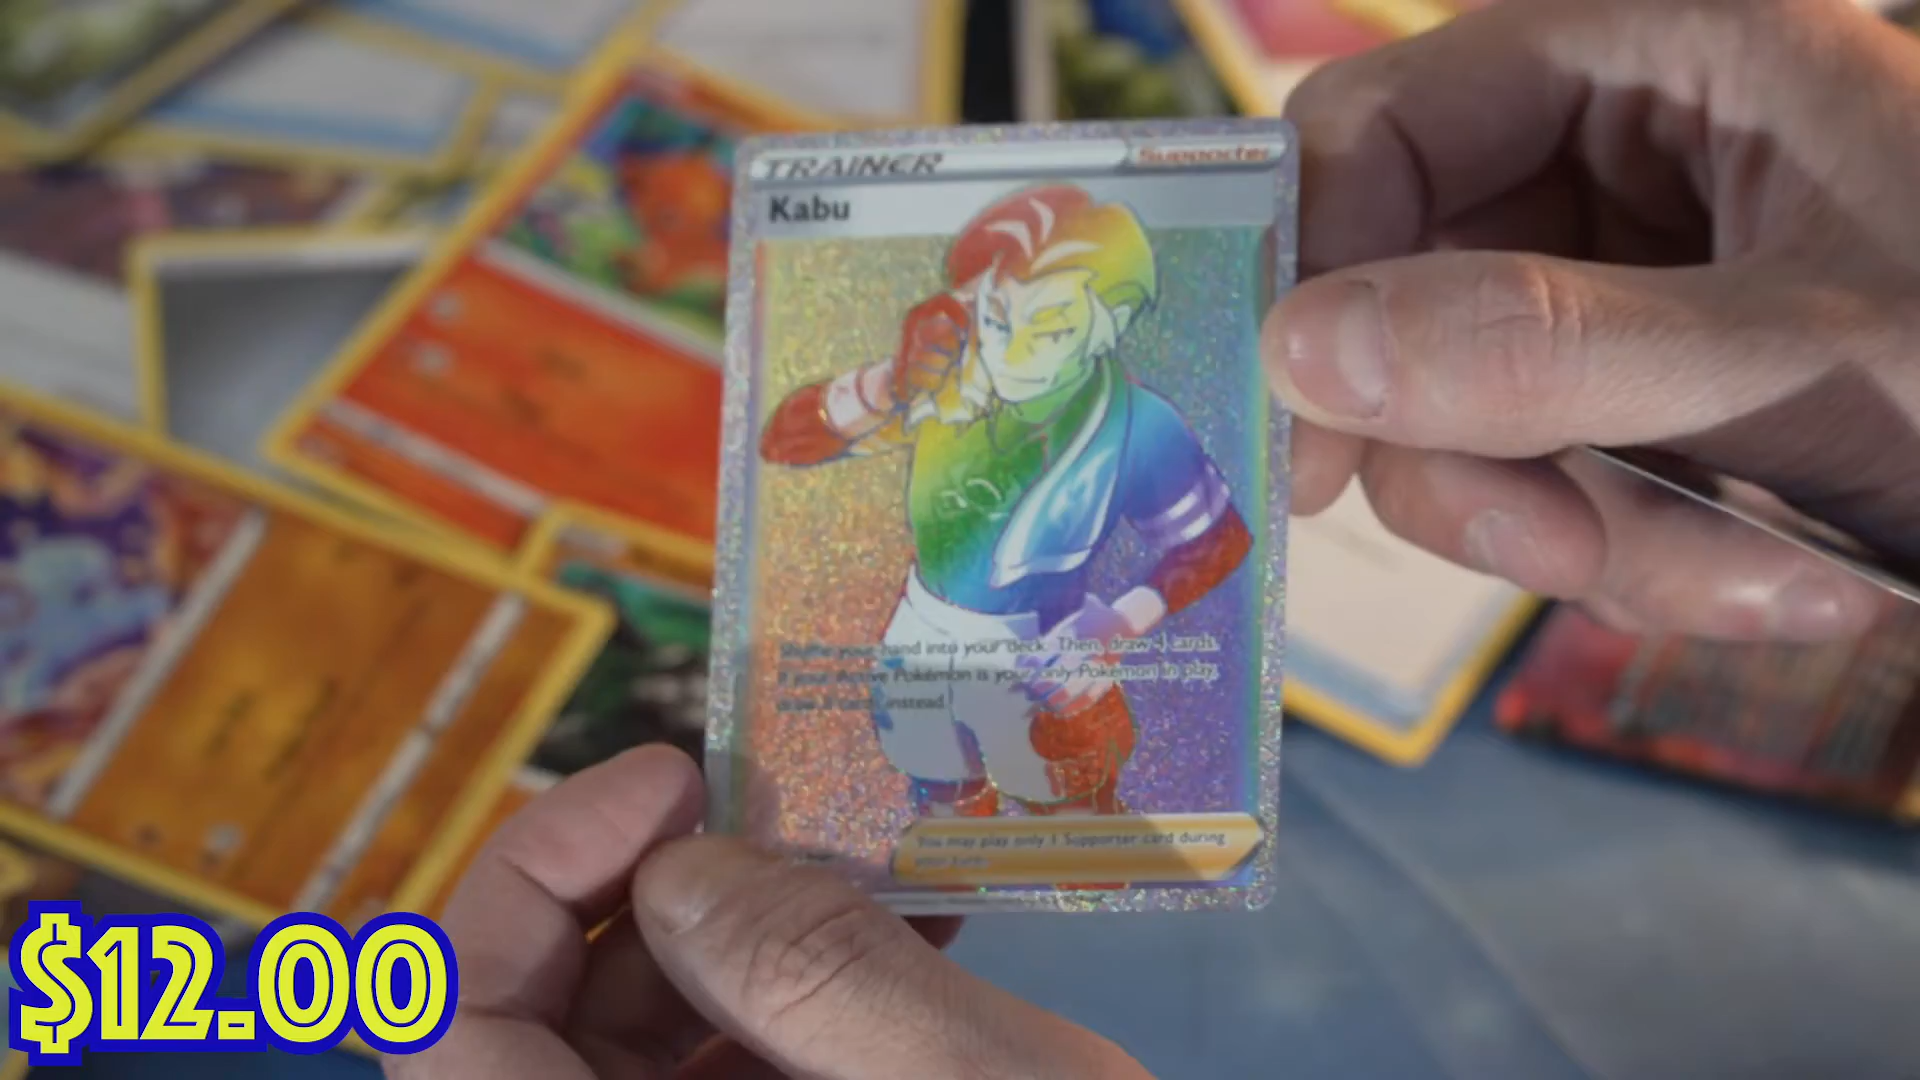 TRAINER
Supporter
Kabu
Shuffle your hand into your deck. Then, draw 4 cards.
If your Active Pokémon is your only Pokémon in play,
draw 8 cards instead.
You may play only 1 Supporter card during
your turn.
$12.00